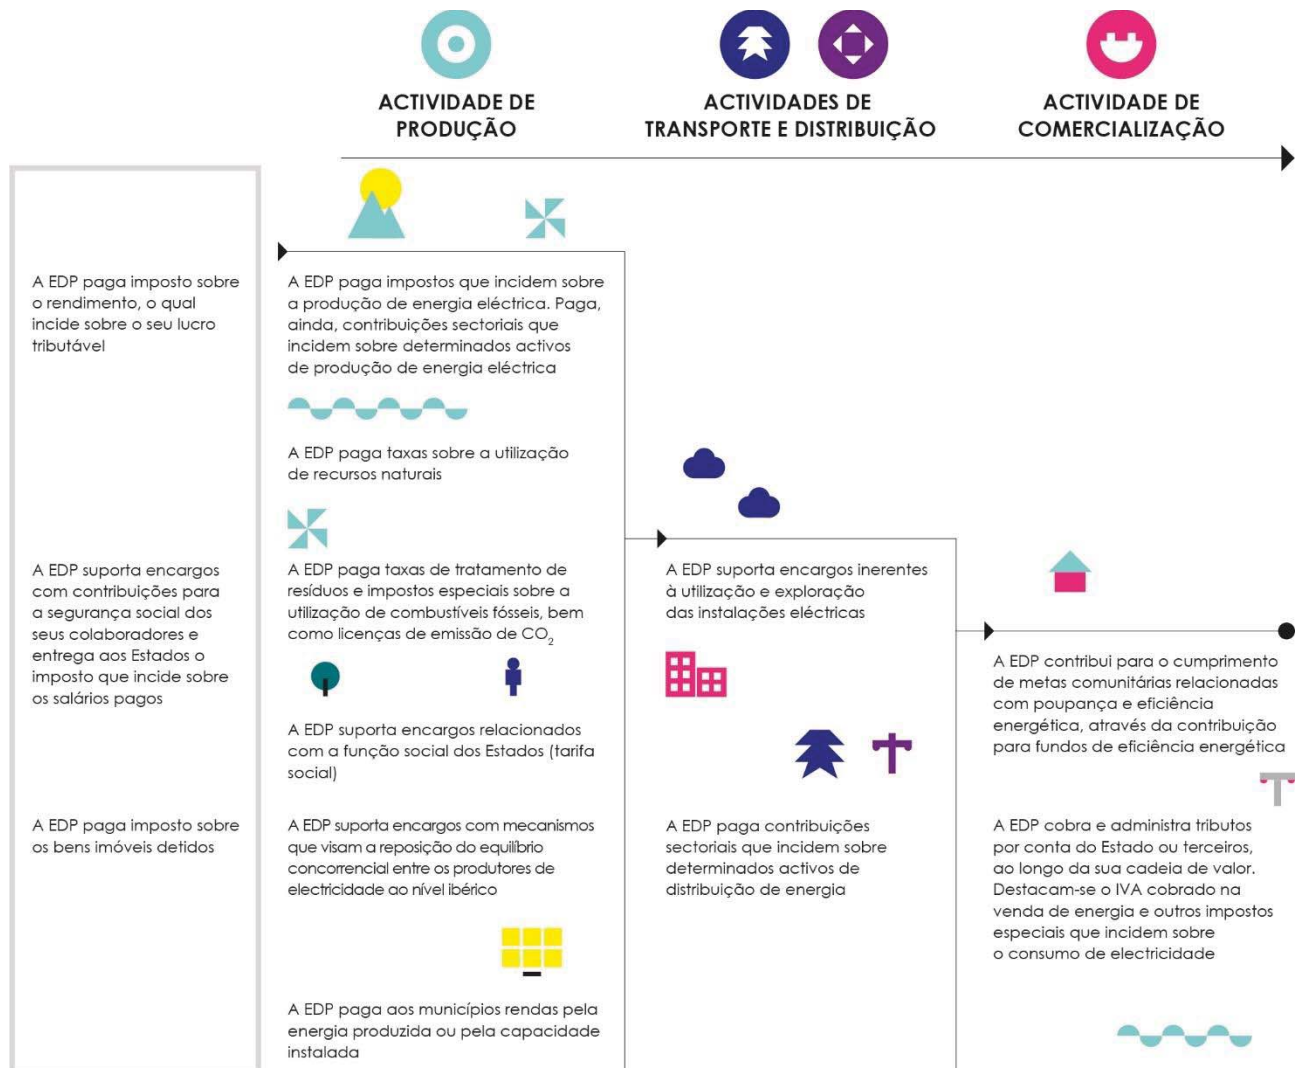 ACTIVIDADE DE
PRODUÇÃO
ACTIVIDADES DE
TRANSPORTE E DISTRIBUIÇÃO
ACTIVIDADE DE
COMERCIALIZAÇÃO
A EDP paga imposto sobre
o rendimento, o qual
incide sobre o seu lucro
tributável
A EDP suporta encargos
com contribuições para
a segurança social dos
seus colaboradores e
entrega aos Estados o
imposto que incide sobre
os salários pagos
A EDP paga imposto sobre
os bens imóveis detidos
A EDP paga impostos que incidem sobre
a produção de energia eléctrica. Paga,
ainda, contribuições sectoriais que
incidem sobre determinados activos
de produção de energia eléctrica
A EDP paga taxas sobre a utilização
de recursos naturais
A EDP paga taxas de tratamento de
resíduos e impostos especiais sobre a
utilização de combustíveis fósseis, bem
como licenças de emissão de CO₂
A EDP suporta encargos relacionados
com a função social dos Estados (tarifa
social)
A EDP suporta encargos com mecanismos
que visam a reposição do equilíbrio
concorrencial entre os produtores de
electricidade ao nível ibérico
A EDP paga aos municípios rendas pela
energia produzida ou pela capacidade
instalada
A EDP suporta encargos inerentes
à utilização e exploração
das instalações eléctricas
A EDP paga contribuições
sectoriais que incidem sobre
determinados activos de
distribuição de energia
A EDP contribui para o cumprimento
de metas comunitárias relacionadas
com poupança e eficiência
energética, através da contribuição
para fundos de eficiência energética
A EDP cobra e administra tributos
por conta do Estado ou terceiros,
ao longo da sua cadeia de valor.
Destacam-se o IVA cobrado na
venda de energia e outros impostos
especiais que incidem sobre
o consumo de electricidade